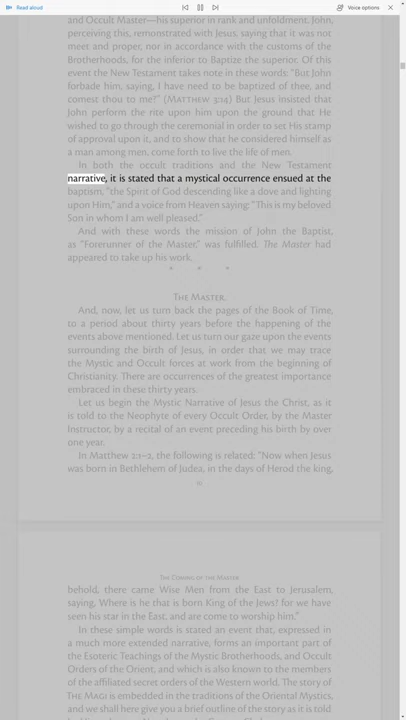 Read aloud
Voice options
and Occult Master—his superior in rank and unfoldment. John,
perceiving this, remonstrated with Jesus, saying that it was not
meet and proper, nor in accordance with the customs of the
Brotherhoods, for the inferior to Baptize the superior. Of this
event the New Testament takes note in these words: "But John
forbade him, saying, I have need to be baptized of thee, and
comest thou to me?" (Matthew 3:14) But Jesus insisted that
John perform the rite upon him upon the ground that He
wished to go through the ceremonial in order to set His stamp
of approval upon it, and to show that he considered himself as
a man among men, come forth to live the life of men.
In both the occult traditions and the New Testament
narrative, it is stated that a mystical occurrence ensued at the
baptism, "the Spirit of God descending like a dove and lighting
upon Him," and a voice from Heaven saying: "This is my beloved
Son in whom I am well pleased."
And with these words the mission of John the Baptist,
as "Forerunner of the Master," was fulfilled. The Master had
appeared to take up his work.
* * *
The Master.
And, now, let us turn back the pages of the Book of Time,
to a period about thirty years before the happening of the
events above mentioned. Let us turn our gaze upon the events
surrounding the birth of Jesus, in order that we may trace
the Mystic and Occult forces at work from the beginning of
Christianity. There are occurrences of the greatest importance
embraced in these thirty years.
Let us begin the Mystic Narrative of Jesus the Christ, as it
is told to the Neophyte of every Occult Order, by the Master
Instructor, by a recital of an event preceding his birth by over
one year.
In Matthew 2:1–2, the following is related: "Now when Jesus
was born in Bethlehem of Judea, in the days of Herod the king,
The Coming of the Master
behold, there came Wise Men from the East to Jerusalem,
saying, Where is he that is born King of the Jews? for we have
seen his star in the East, and are come to worship him."
In these simple words is stated an event that, expressed in
a much more extended narrative, forms an important part of
the Esoteric Teachings of the Mystic Brotherhoods, and Occult
Orders of the Orient, and which is also known to the members
of the affiliated secret orders of the Western world. The story of
The Magi is embedded in the traditions of the Oriental Mystics,
and we shall here give you a brief outline of the story as it is told